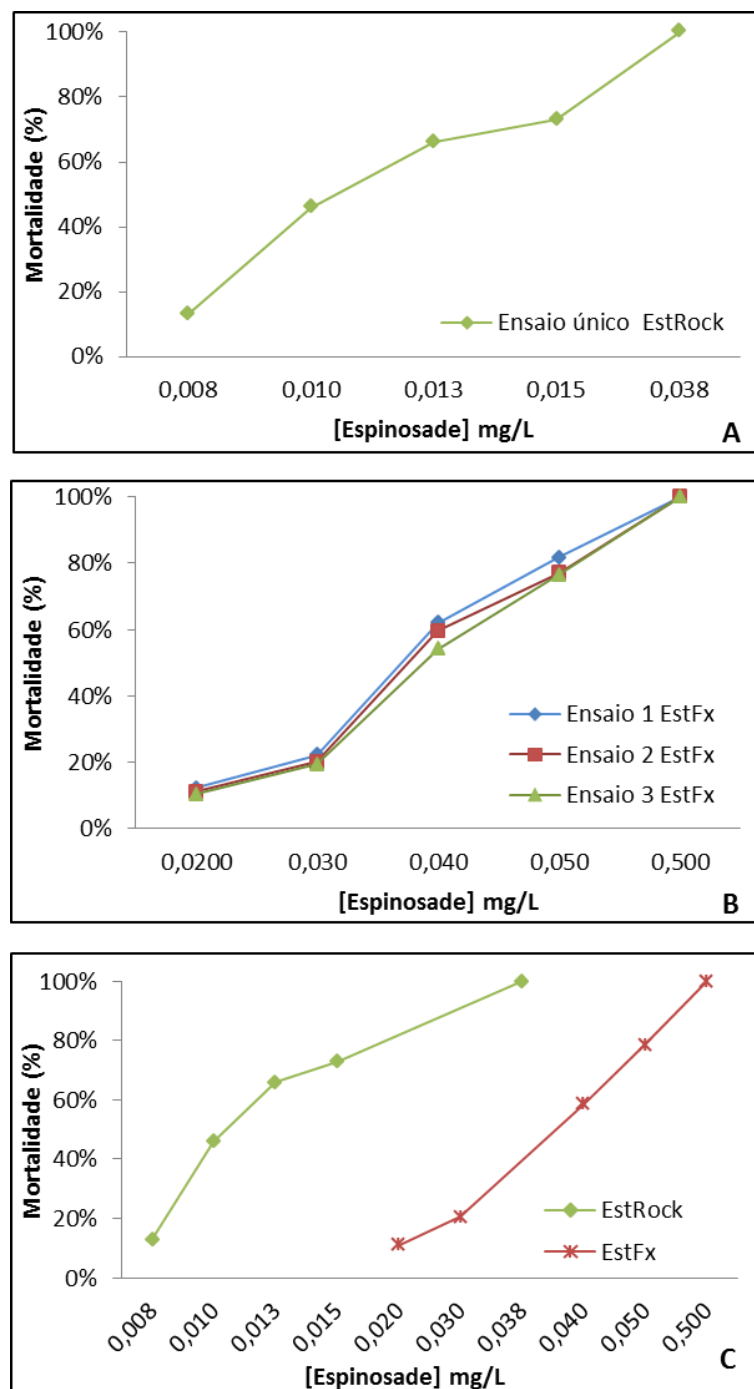 100%
80%
60%
40%
20%
0%
Mortalidade (%)
Ensaio único EstRock
0,008 0,010 0,013 0,015 0,038
[Espinosade] mg/L
A
100%
80%
60%
40%
20%
0%
Mortalidade (%)
Ensaio 1 EstFx
Ensaio 2 EstFx
Ensaio 3 EstFx
0,0200 0,030 0,040 0,050 0,500
[Espinosade] mg/L
B
100%
80%
60%
40%
20%
0%
Mortalidade (%)
EstRock
EstFx
0,008 0,010 0,013 0,015 0,020 0,030 0,038 0,040 0,050 0,500
[Espinosade] mg/L
C